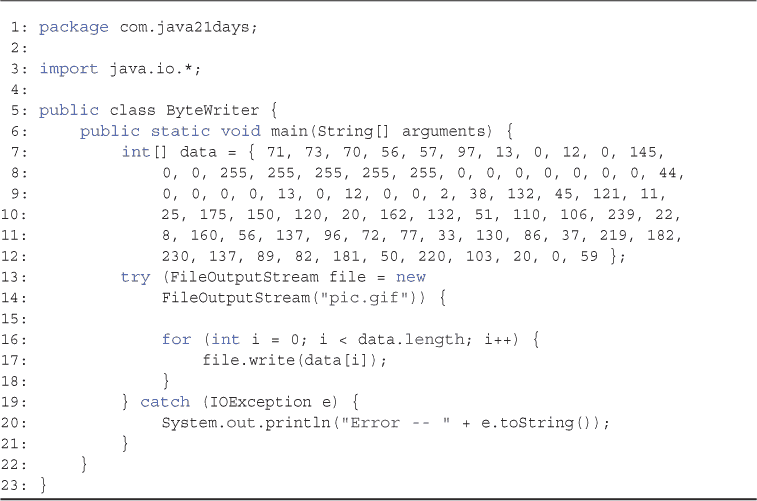 1: package com.java21days;
2:
3: import java.io.*;
4:
5: public class ByteWriter {
6:     public static void main(String[] arguments) {
7:         int[] data = { 71, 73, 70, 56, 57, 97, 13, 0, 12, 0, 145,
8:             0, 0, 255, 255, 255, 255, 255, 0, 0, 0, 0, 0, 0, 0, 44,
9:             0, 0, 0, 0, 13, 0, 12, 0, 0, 2, 38, 132, 45, 121, 11,
10:             25, 175, 150, 120, 20, 162, 132, 51, 110, 106, 239, 22,
11:             8, 160, 56, 137, 96, 72, 77, 33, 130, 86, 37, 219, 182,
12:             230, 137, 89, 82, 181, 50, 220, 103, 20, 0, 59 };
13:         try (FileOutputStream file = new
14:             FileOutputStream("pic.gif")) {
15:
16:             for (int i = 0; i < data.length; i++) {
17:                 file.write(data[i]);
18:             }
19:         } catch (IOException e) {
20:             System.out.println("Error -- " + e.toString());
21:         }
22:     }
23: }